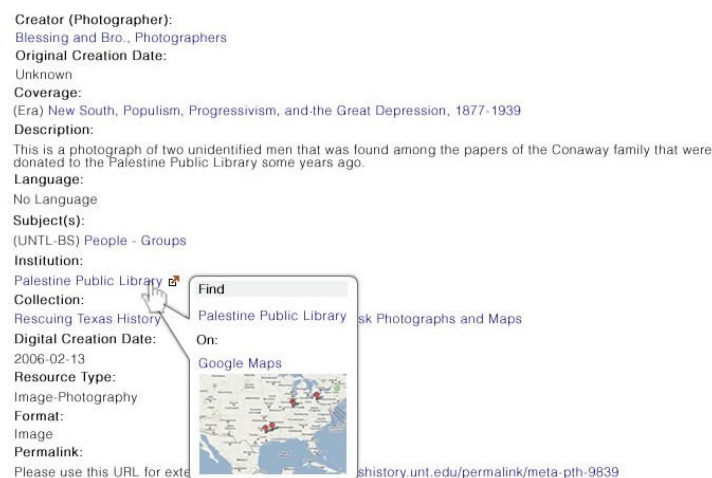 Creator (Photographer):
Blessing and Bro., Photographers
Original Creation Date:
Unknown
Coverage:
(Era) New South, Populism, Progressivism, and the Great Depression, 1877-1939
Description:
This is a photograph of two unidentified men that was found among the papers of the Conaway family that were
donated to the Palestine Public Library some years ago.
Language:
No Language
Subject(s):
(UNTL-BS) People - Groups
Institution:
Palestine Public Library
Find
Collection:
Rescuing Texas History
Palestine Public Library
sk Photographs and Maps
Digital Creation Date:
On:
2006-02-13
Google Maps
Resource Type:
Image-Photography
Format:
Image
Permalink:
Please use this URL for exte
shistory.unt.edu/permalink/meta-pth-9839